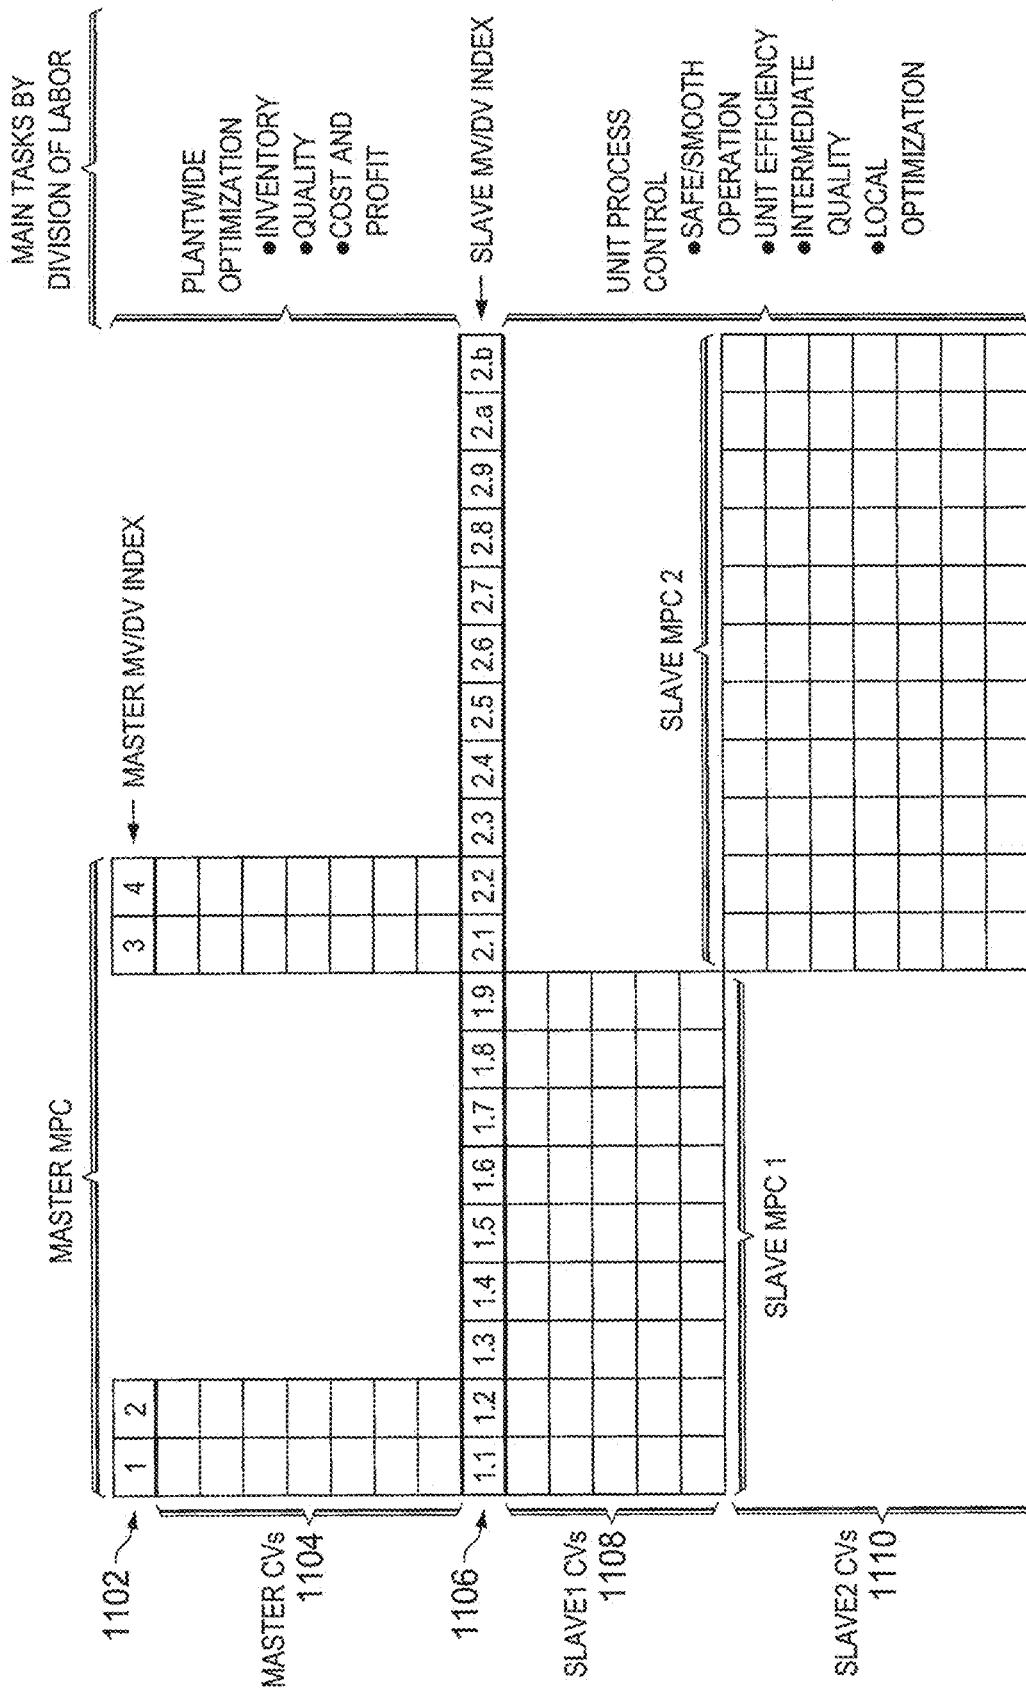 MAIN TASKS BY
DIVISION OF LABOR
MASTER MPC
1102
1
2
3
4
MASTER MV/DV INDEX
MASTER CVs
1104
PLANTWIDE
OPTIMIZATION
●INVENTORY
●QUALITY
●COST AND
PROFIT
1106
1.1 1.2 1.3 1.4 1.5 1.6 1.7 1.8 1.9 2.1 2.2 2.3 2.4 2.5 2.6 2.7 2.8 2.9 2.a 2.b
SLAVE MV/DV INDEX
SLAVE1 CVs
1108
SLAVE MPC 2
UNIT PROCESS
CONTROL
●SAFE/SMOOTH
OPERATION
●UNIT EFFICIENCY
●INTERMEDIATE
QUALITY
●LOCAL
OPTIMIZATION
SLAVE MPC 1
SLAVE2 CVs
1110